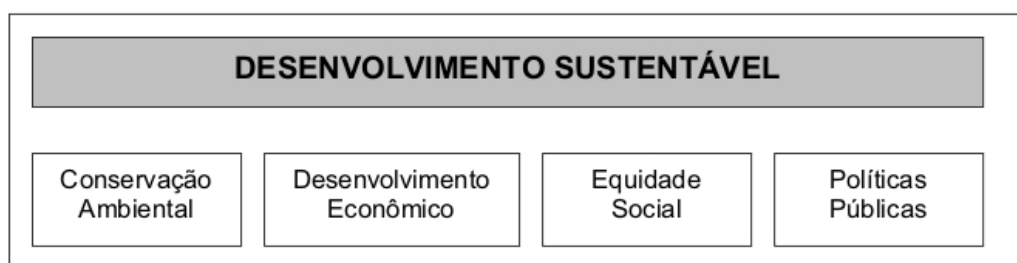 DESENVOLVIMENTO SUSTENTÁVEL
Conservação
Ambiental
Desenvolvimento
Econômico
Equidade
Social
Políticas
Públicas